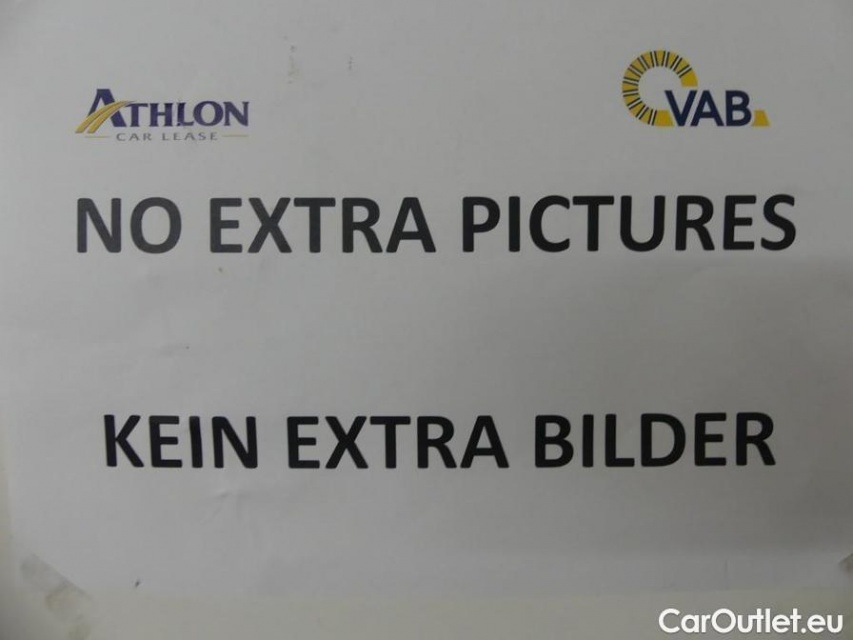 ATHLON
CAR LEASE
VAB
NO EXTRA PICTURES
KEIN EXTRA BILDER
CarOutlet.eu